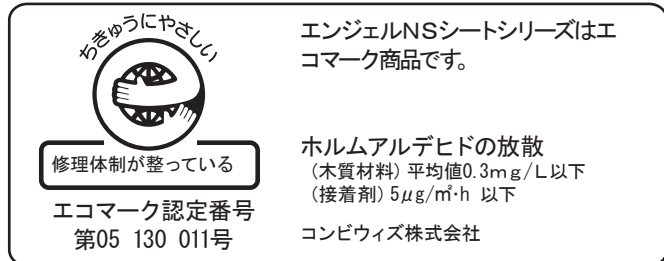 ちきゅうにやさしい
修理体制が整っている
エコマーク認定番号
第05 130 011号
エンジェルNSシートシリーズはエ
コマーク商品です。
ホルムアルデヒドの放散
（木質材料）平均値0.3mg/L以下
（接着剤）5μg/㎡・h 以下
コンビウィズ株式会社